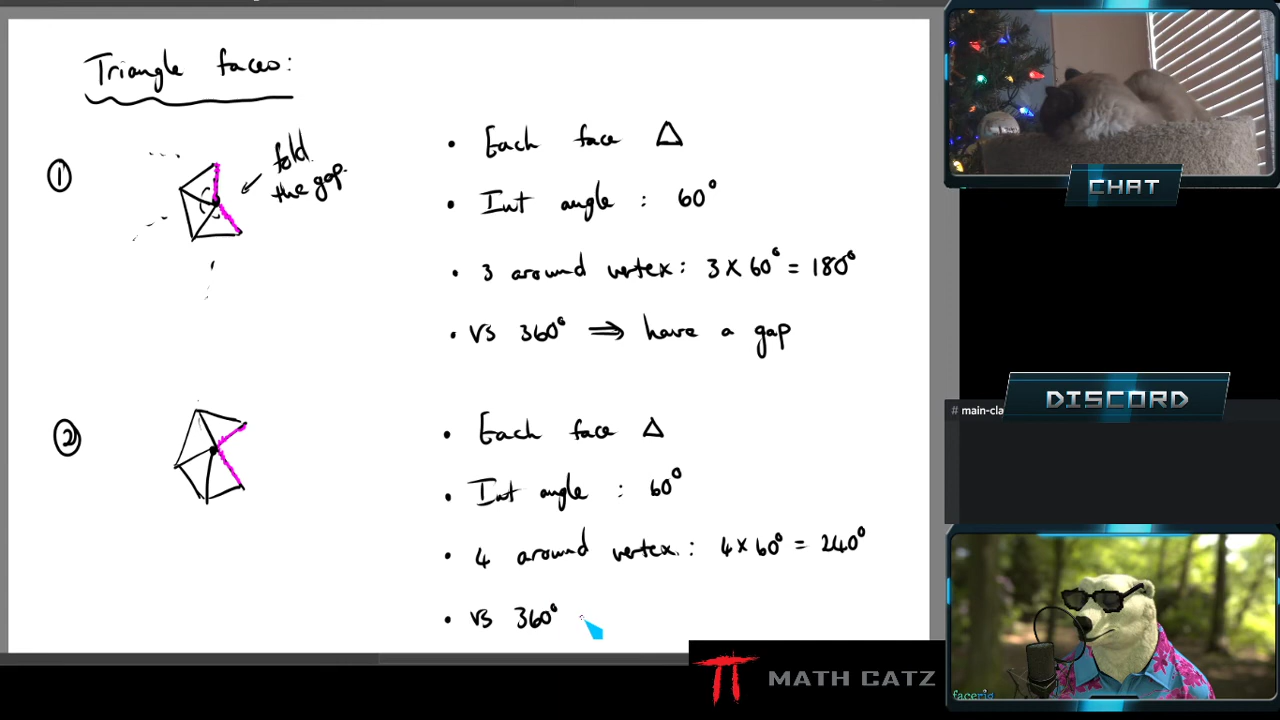 Triangle faces:
①
fold
the gap.
• Each face △
• Int angle : 60°
• 3 around vertex: 3 × 60° = 180°
• vs 360° ⇒ have a gap
②
• Each face △
• Int angle : 60°
• 4 around vertex. : 4 × 60° = 240°
• vs 360°
CHAT
DISCORD
# main-cla
MATH CATZ
facerig